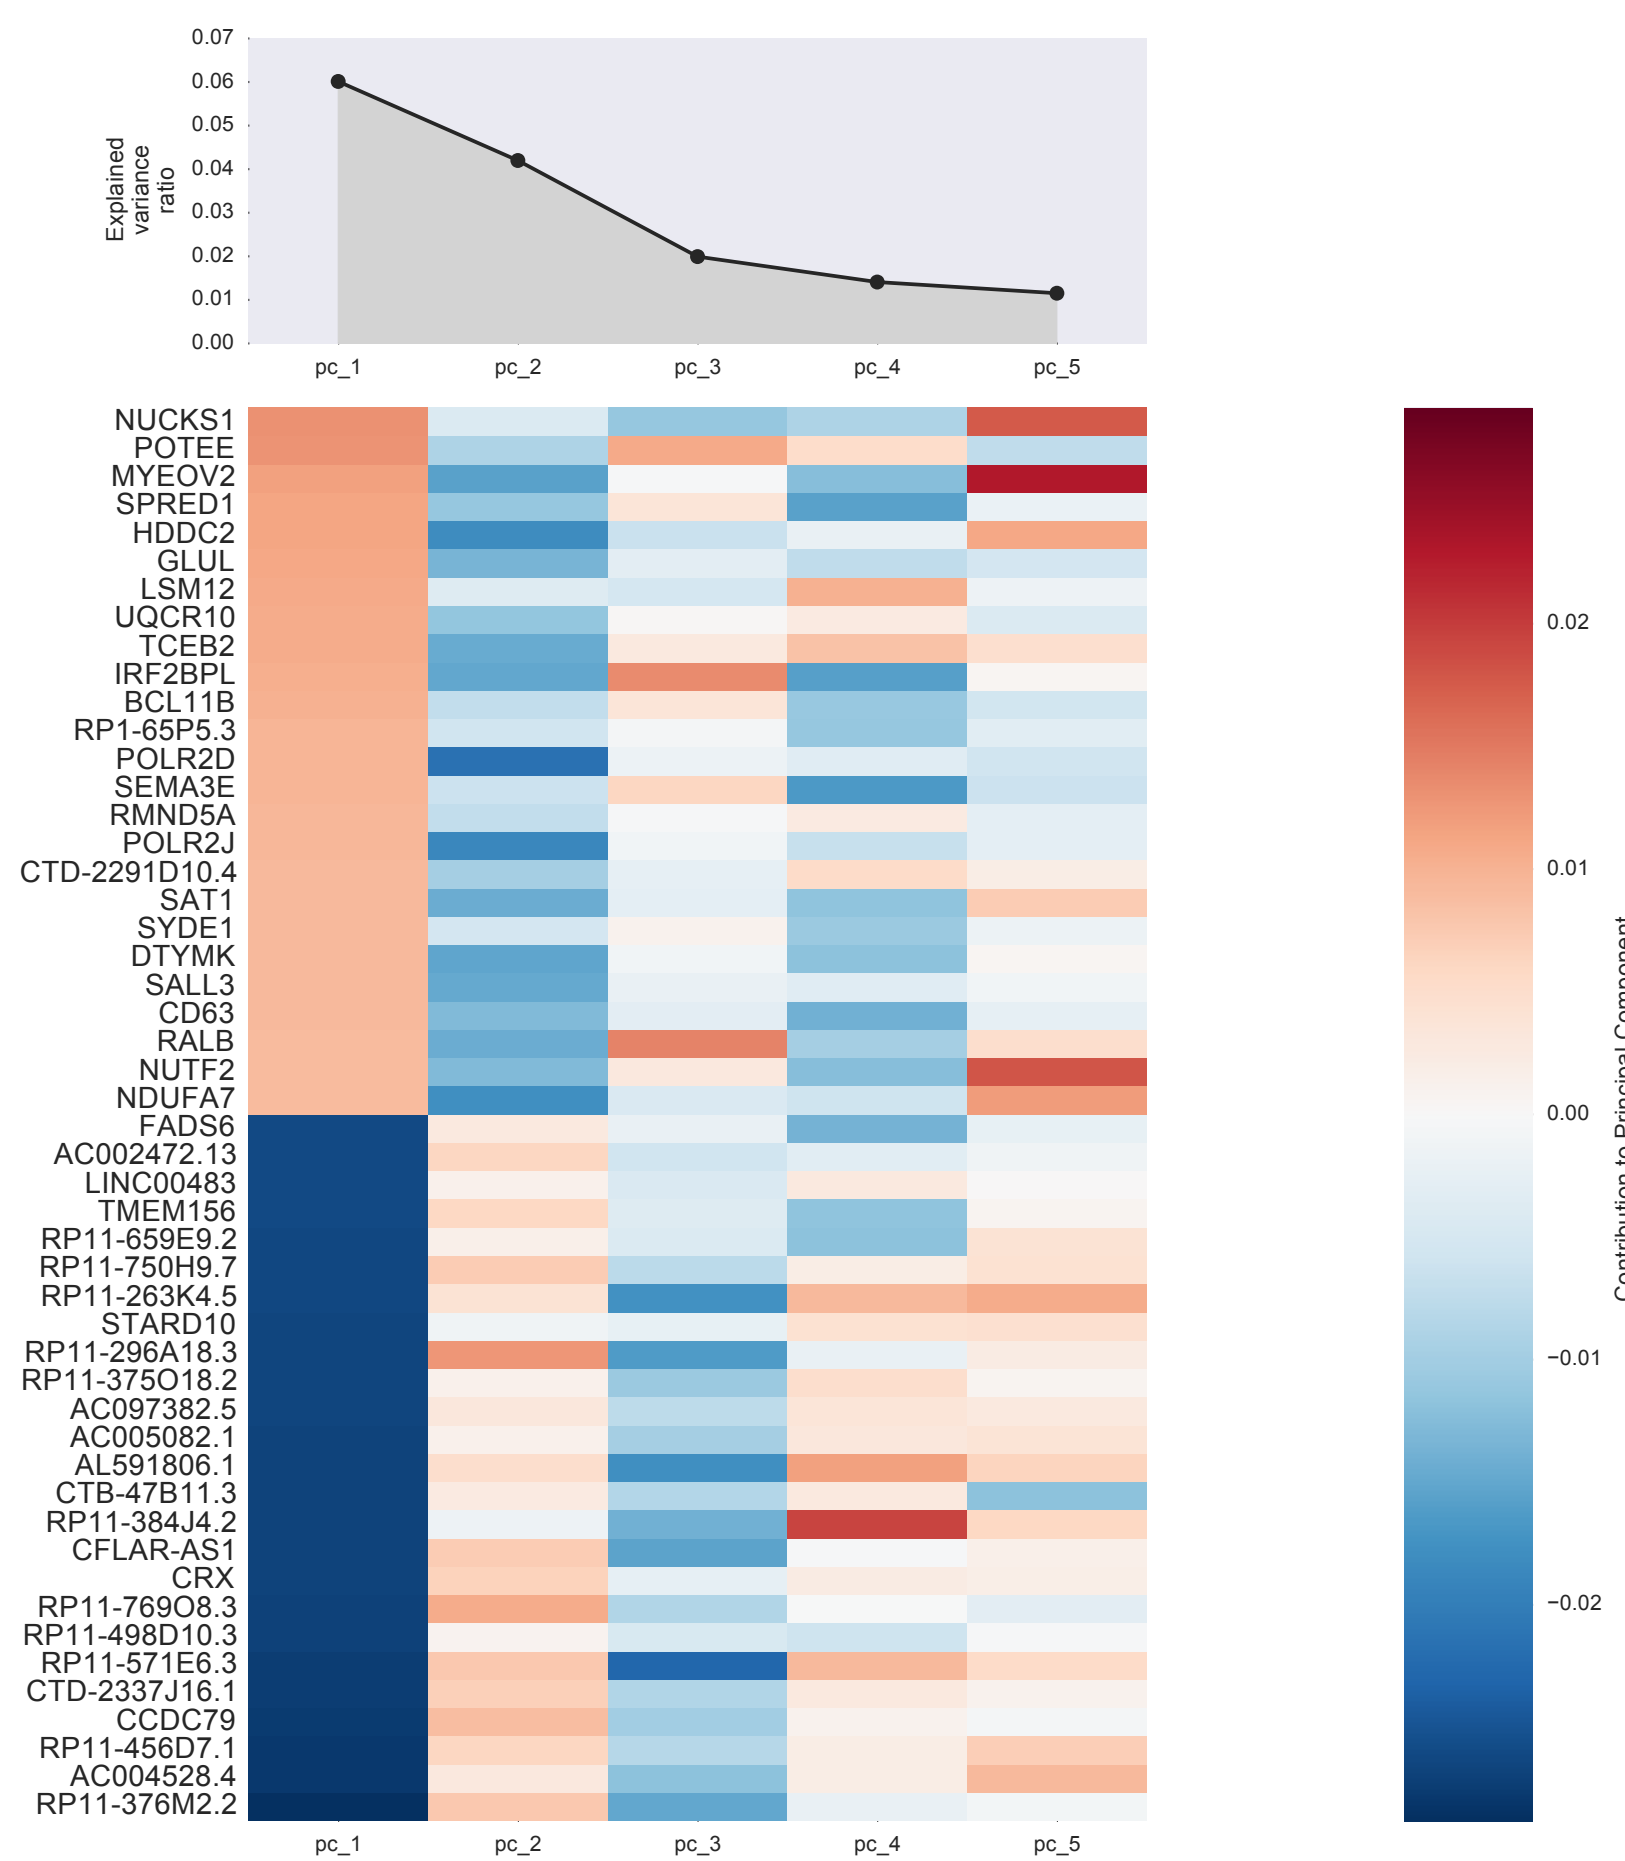 0.07
0.06
0.05
0.04
0.03
0.02
0.01
0.00
Explained
variance
ratio
pc_1 pc_2 pc_3 pc_4 pc_5
NUCKS1
POTEE
MYEOV2
SPRED1
HDDC2
GLUL
LSM12
UQCR10
TCEB2
IRF2BPL
BCL11B
RP1-65P5.3
POLR2D
SEMA3E
RMND5A
POLR2J
CTD-2291D10.4
SAT1
SYDE1
DTYMK
SALL3
CD63
RALB
NUTF2
NDUFA7
FADS6
AC002472.13
LINC00483
TMEM156
RP11-659E9.2
RP11-750H9.7
RP11-263K4.5
STARD10
RP11-296A18.3
RP11-375O18.2
AC097382.5
AC005082.1
AL591806.1
CTB-47B11.3
RP11-384J4.2
CFLAR-AS1
CRX
RP11-769O8.3
RP11-498D10.3
RP11-571E6.3
CTD-2337J16.1
CCDC79
RP11-456D7.1
AC004528.4
RP11-376M2.2
pc_1 pc_2 pc_3 pc_4 pc_5
0.02
0.01
0.00
−0.01
−0.02
Contribution to Principal Component